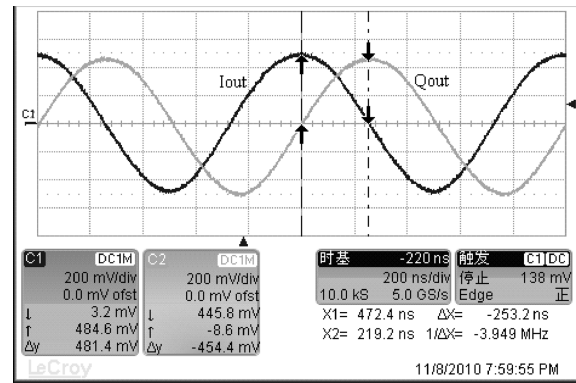 Iout
Qout
C1
C1 DC1M
200 mV/div
0.0 mV ofst
↓ 3.2 mV
↑ 484.6 mV
Δy 481.4 mV
C2 DC1M
200 mV/div
0.0 mV ofst
↓ 445.8 mV
↑ -8.6 mV
Δy -454.4 mV
时基 -220 ns
200 ns/div
10.0 kS 5.0 GS/s
触发 C1 DC
停止 138 mV
Edge 正
X1= 472.4 ns ΔX= -253.2 ns
X2= 219.2 ns 1/ΔX= -3.949 MHz
LeCroy
11/8/2010 7:59:55 PM